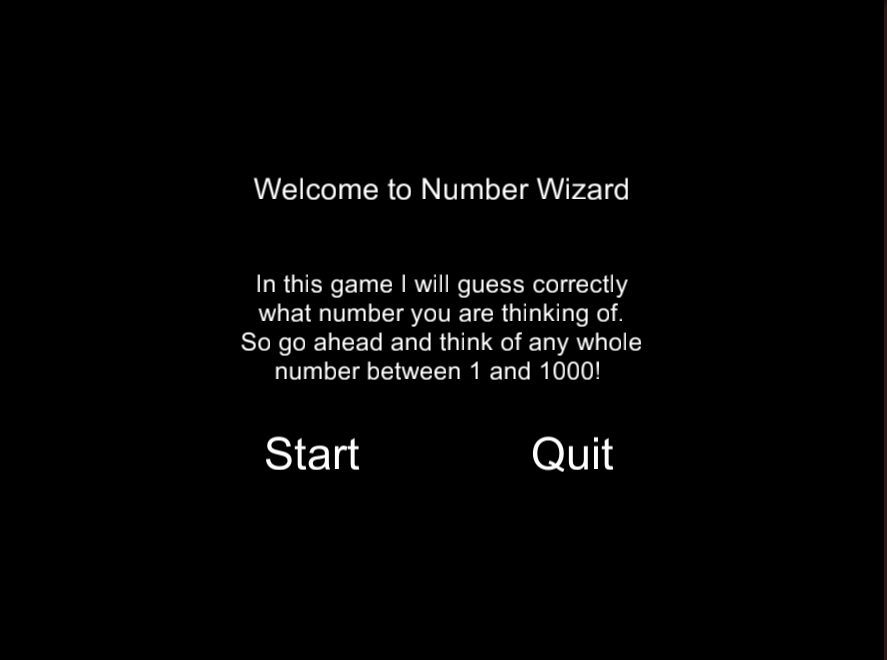 Welcome to Number Wizard
In this game I will guess correctly
what number you are thinking of.
So go ahead and think of any whole
number between 1 and 1000!
Start Quit